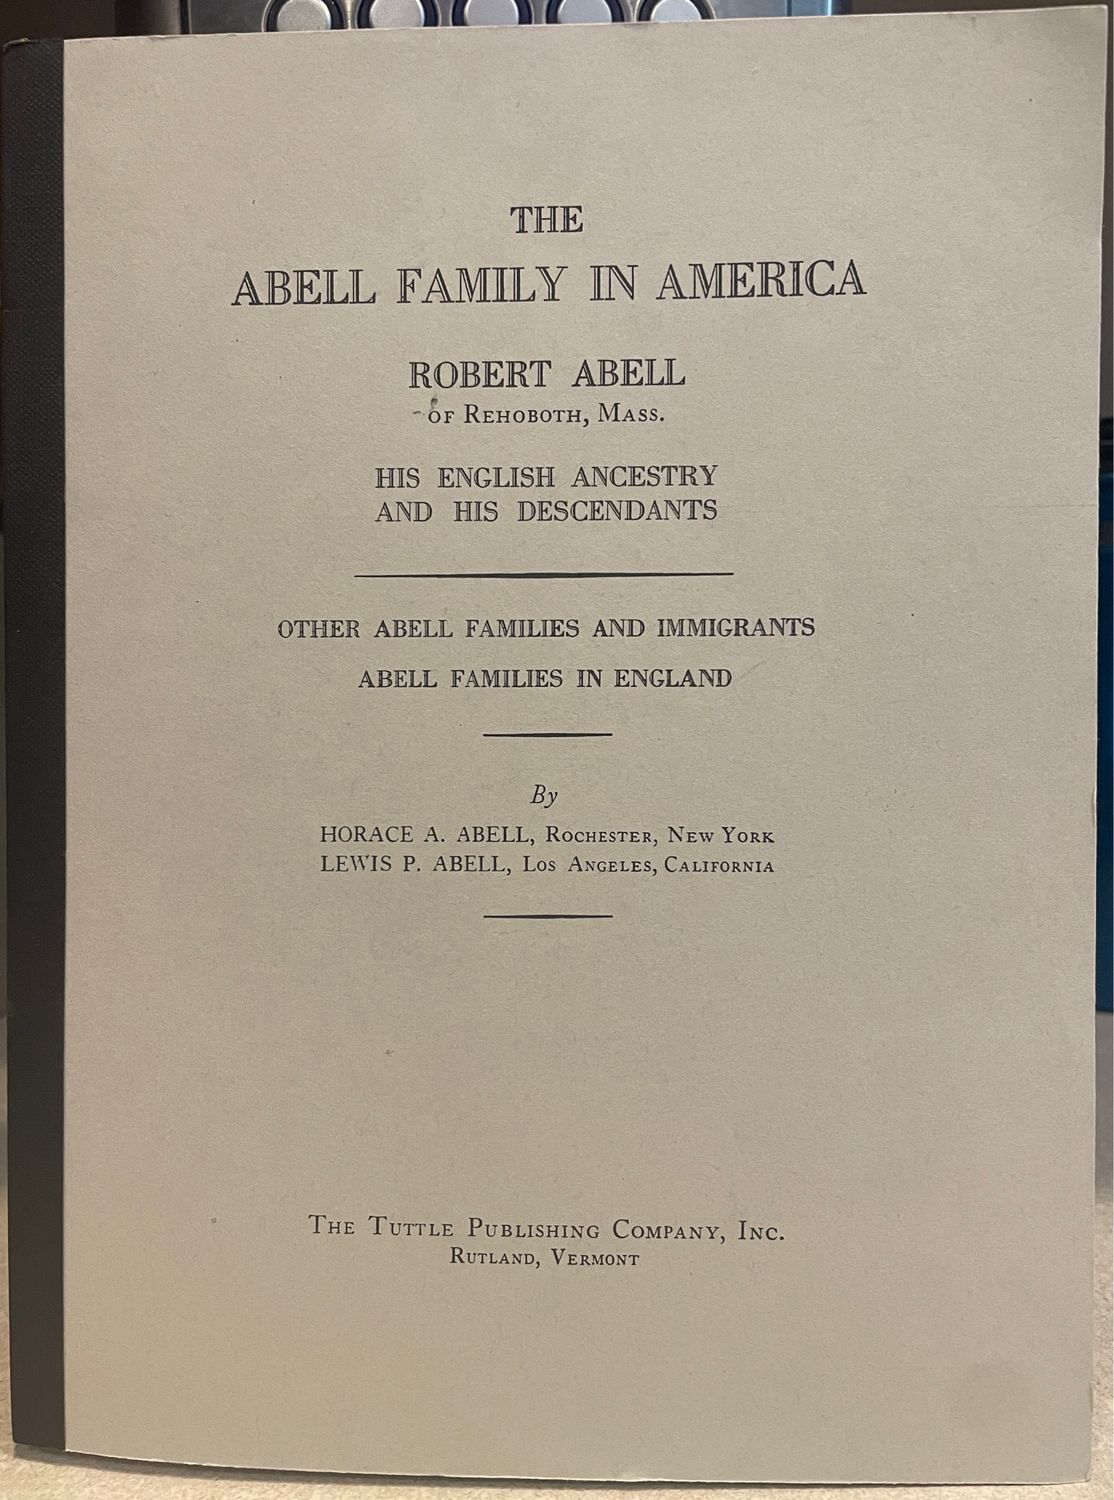 THE
ABELL FAMILY IN AMERICA
ROBERT ABELL
OF REHOBOTH, MASS.
HIS ENGLISH ANCESTRY
AND HIS DESCENDANTS
OTHER ABELL FAMILIES AND IMMIGRANTS
ABELL FAMILIES IN ENGLAND
By
HORACE A. ABELL, ROCHESTER, NEW YORK
LEWIS P. ABELL, LOS ANGELES, CALIFORNIA
THE TUTTLE PUBLISHING COMPANY, INC.
RUTLAND, VERMONT